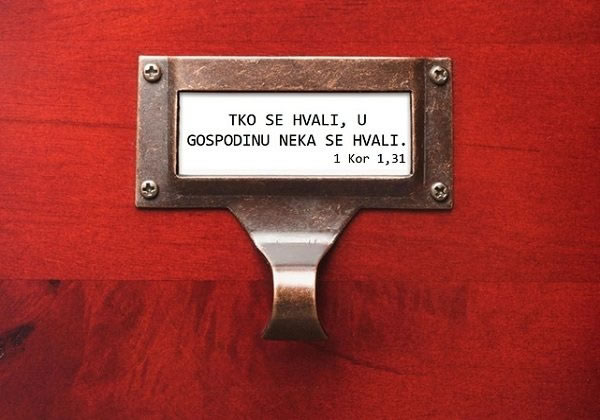 TKO SE HVALI, U
GOSPODINU NEKA SE HVALI.
1 Kor 1,31